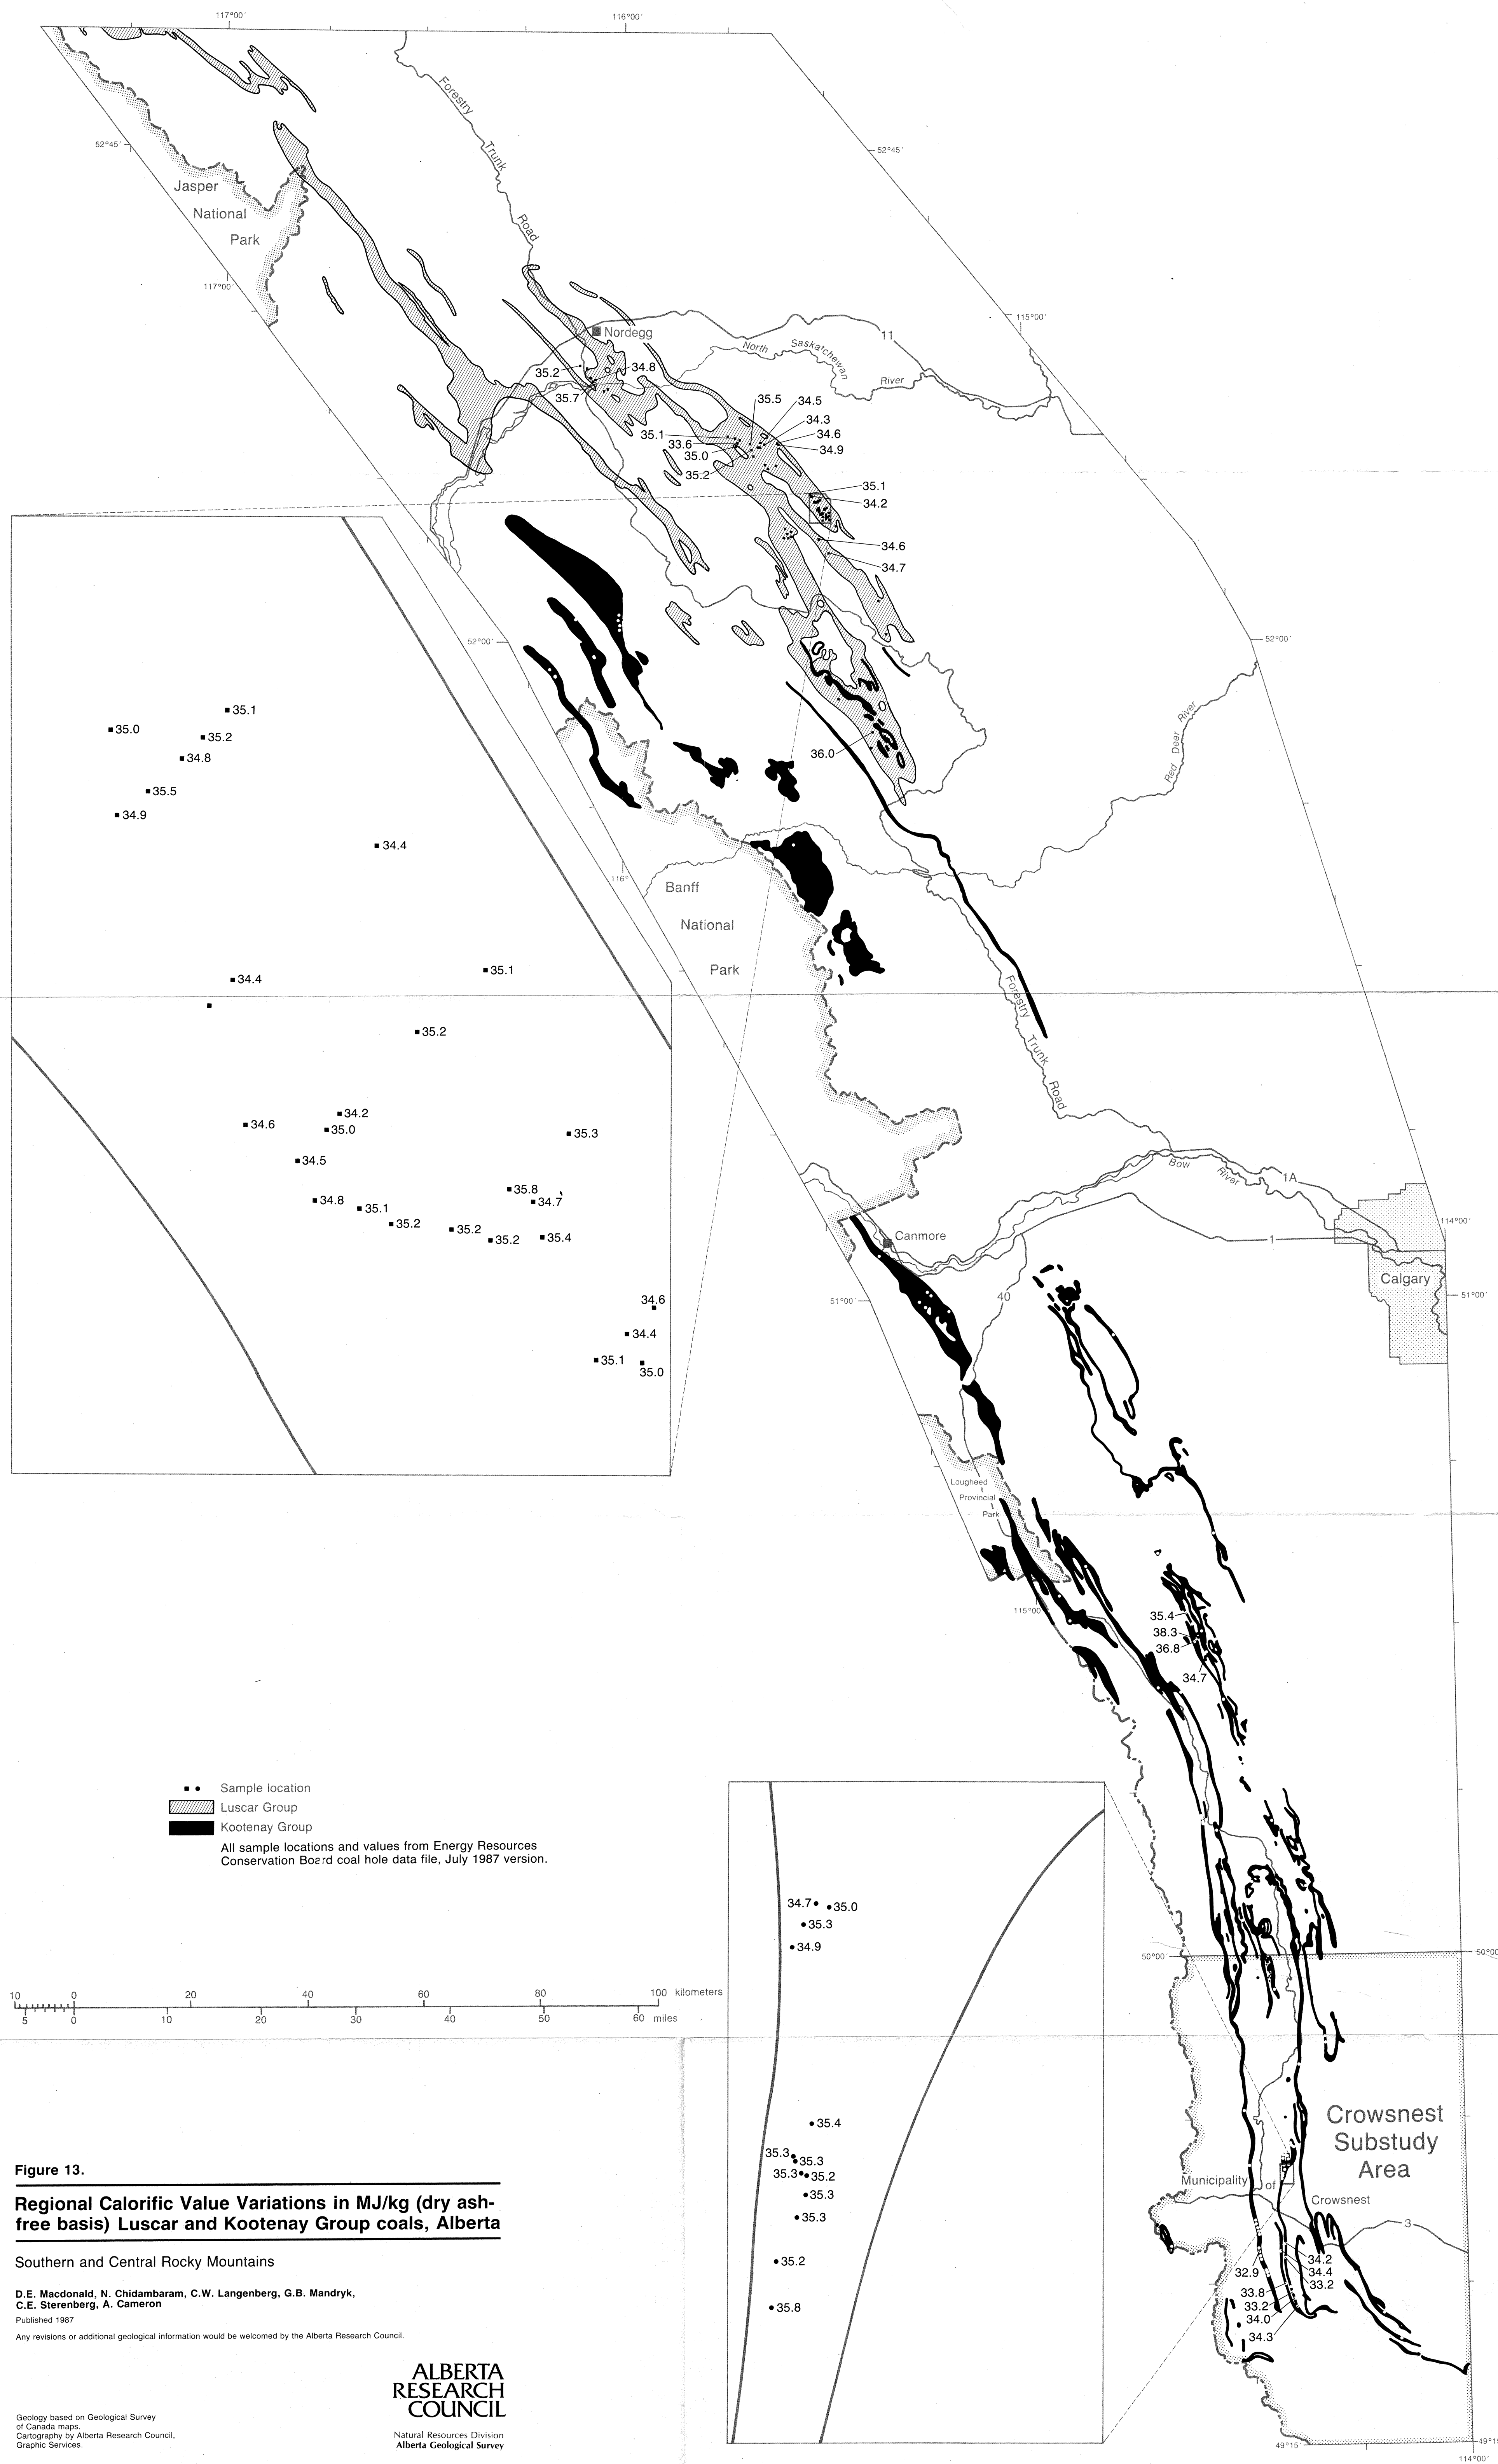 117°00'
116°00'
Forestry
Trunk
Road
52°45'
52°45'
Jasper
National
Park
117°00'
115°00'
Nordegg
11
North
Saskatchewan
River
35.2
34.8
35.7
35.5
34.5
34.3
35.1
34.6
33.6
34.9
35.0
35.2
35.1
34.2
34.6
34.7
52°00'
52°00'
36.0
Red Deer River
116°
Banff
National
Park
Forestry
Trunk
Road
35.1
35.0
35.2
34.8
35.5
34.9
34.4
34.4
35.1
35.2
34.2
34.6
35.0
35.3
34.5
34.8
35.1
35.8
34.7
35.2
35.2
35.2
35.4
34.6
34.4
35.1
35.0
Bow
River
1A
1
Canmore
114°00'
Calgary
51°00'
51°00'
40
Lougheed
Provincial
Park
115°00'
35.4
38.3
36.8
34.7
Sample location
Luscar Group
Kootenay Group
All sample locations and values from Energy Resources
Conservation Board coal hole data file, July 1987 version.
34.7
35.0
35.3
34.9
35.4
35.3
35.3
35.3
35.2
35.3
35.3
35.2
35.8
50°00'
50°00'
10 0 20 40 60 80 100 kilometers
5 0 10 20 30 40 50 60 miles
Crowsnest
Substudy
Area
Municipality
of
Crowsnest
3
34.2
34.4
33.2
32.9
33.8
33.2
34.0
34.3
49°15'
114°00'
Figure 13.
Regional Calorific Value Variations in MJ/kg (dry ash-
free basis) Luscar and Kootenay Group coals, Alberta
Southern and Central Rocky Mountains
D.E. Macdonald, N. Chidambaram, C.W. Langenberg, G.B. Mandryk,
C.E. Sterenberg, A. Cameron
Published 1987
Any revisions or additional geological information would be welcomed by the Alberta Research Council.
ALBERTA
RESEARCH
COUNCIL
Natural Resources Division
Alberta Geological Survey
Geology based on Geological Survey
of Canada maps.
Cartography by Alberta Research Council,
Graphic Services.